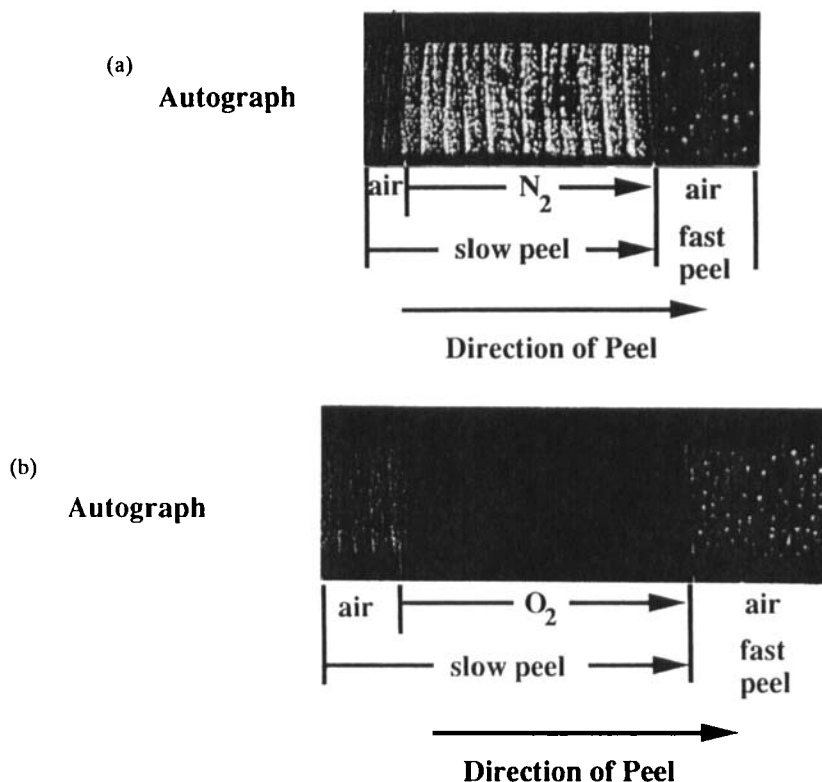 (a)
Autograph
air N2 air
slow peel fast
peel
Direction of Peel
(b)
Autograph
air O2 air
slow peel fast
peel
Direction of Peel